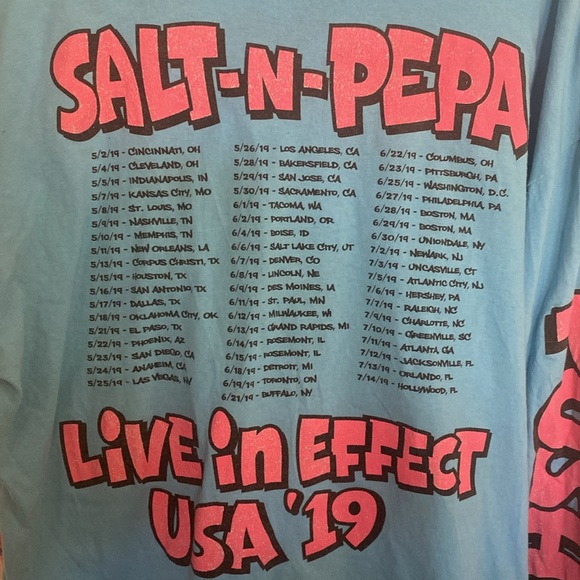 SALT-N-PEPA
5/2/19 - CINCINNATI, OH
5/4/19 - CLEVELAND, OH
5/5/19 - INDIANAPOLIS, IN
5/7/19 - KANSAS CITY, MO
5/8/19 - ST. LOUIS, MO
5/9/19 - NASHVILLE, TN
5/10/19 - MEMPHIS, TN
5/11/19 - NEW ORLEANS, LA
5/13/19 - CORPUS CHRISTI, TX
5/15/19 - HOUSTON, TX
5/16/19 - SAN ANTONIO, TX
5/17/19 - DALLAS, TX
5/18/19 - OKLAHOMA CITY, OK
5/21/19 - EL PASO, TX
5/22/19 - PHOENIX, AZ
5/23/19 - SAN DIEGO, CA
5/24/19 - ANAHEIM, CA
5/25/19 - LAS VEGAS, NV
5/26/19 - LOS ANGELES, CA
5/28/19 - BAKERSFIELD, CA
5/29/19 - SAN JOSE, CA
5/30/19 - SACRAMENTO, CA
6/1/19 - TACOMA, WA
6/2/19 - PORTLAND, OR
6/4/19 - BOISE, ID
6/6/19 - SALT LAKE CITY, UT
6/7/19 - DENVER, CO
6/8/19 - LINCOLN, NE
6/9/19 - DES MOINES, IA
6/11/19 - ST. PAUL, MN
6/12/19 - MILWAUKEE, WI
6/13/19 - GRAND RAPIDS, MI
6/14/19 - ROSEMONT, IL
6/15/19 - ROSEMONT, IL
6/18/19 - DETROIT, MI
6/19/19 - TORONTO, ON
6/21/19 - BUFFALO, NY
6/22/19 - COLUMBUS, OH
6/23/19 - PITTSBURGH, PA
6/25/19 - WASHINGTON, D.C.
6/27/19 - PHILADELPHIA, PA
6/28/19 - BOSTON, MA
6/29/19 - BOSTON, MA
6/30/19 - UNIONDALE, NY
7/2/19 - NEWARK, NJ
7/3/19 - UNCASVILLE, CT
7/5/19 - ATLANTIC CITY, NJ
7/6/19 - HERSHEY, PA
7/7/19 - RALEIGH, NC
7/9/19 - CHARLOTTE, NC
7/10/19 - GREENVILLE, SC
7/11/19 - ATLANTA, GA
7/12/19 - JACKSONVILLE, FL
7/13/19 - ORLANDO, FL
7/14/19 - HOLLYWOOD, FL
LiVE iN EFFECT
USA '19